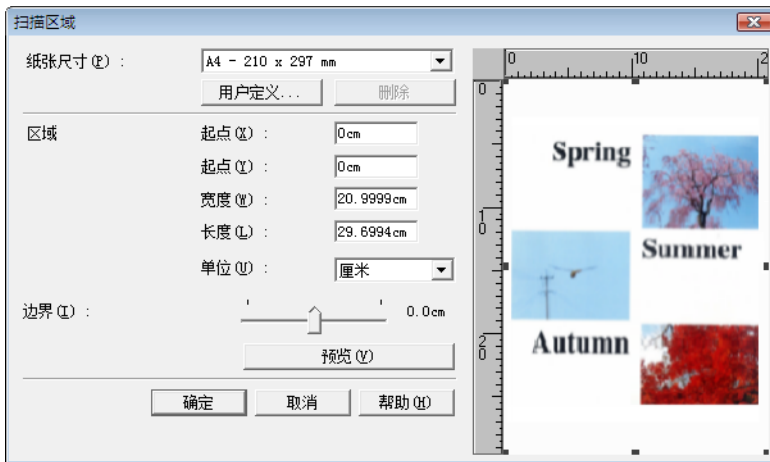 扫描区域
纸张尺寸(P) :
A4 - 210 x 297 mm
用户定义...
删除
区域
起点(X) :
0cm
起点(Y) :
0cm
宽度(W) :
20.9999cm
长度(L) :
29.6994cm
单位(U) :
厘米
边界(I) :
0.0cm
预览(V)
确定
取消
帮助(H)
0
10
2
0
10
20
Spring
Summer
Autumn